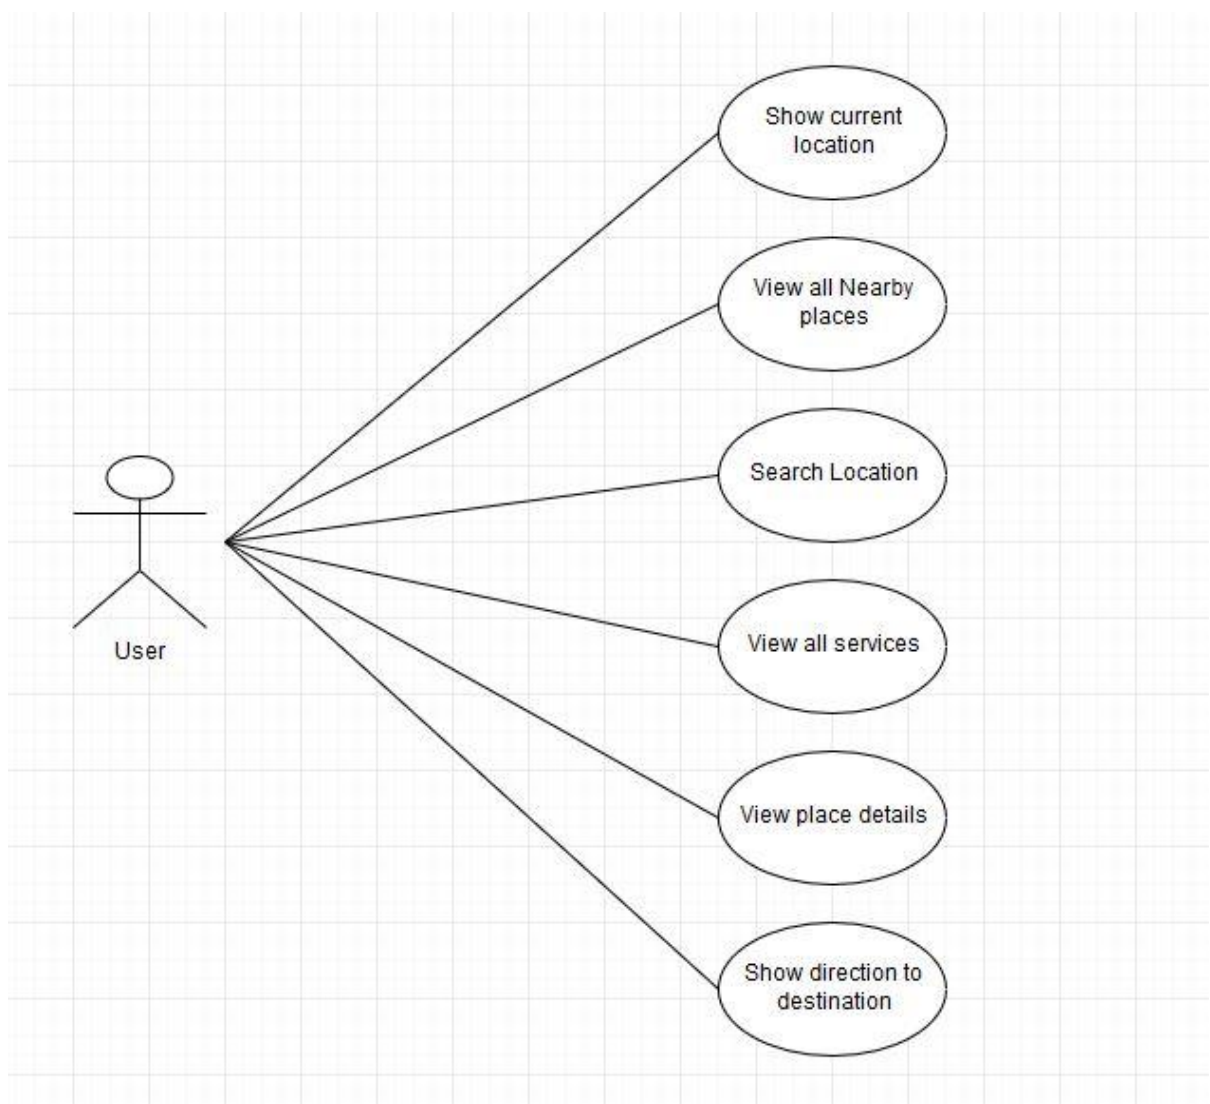 Show current
location
View all Nearby
places
Search Location
User
View all services
View place details
Show direction to
destination